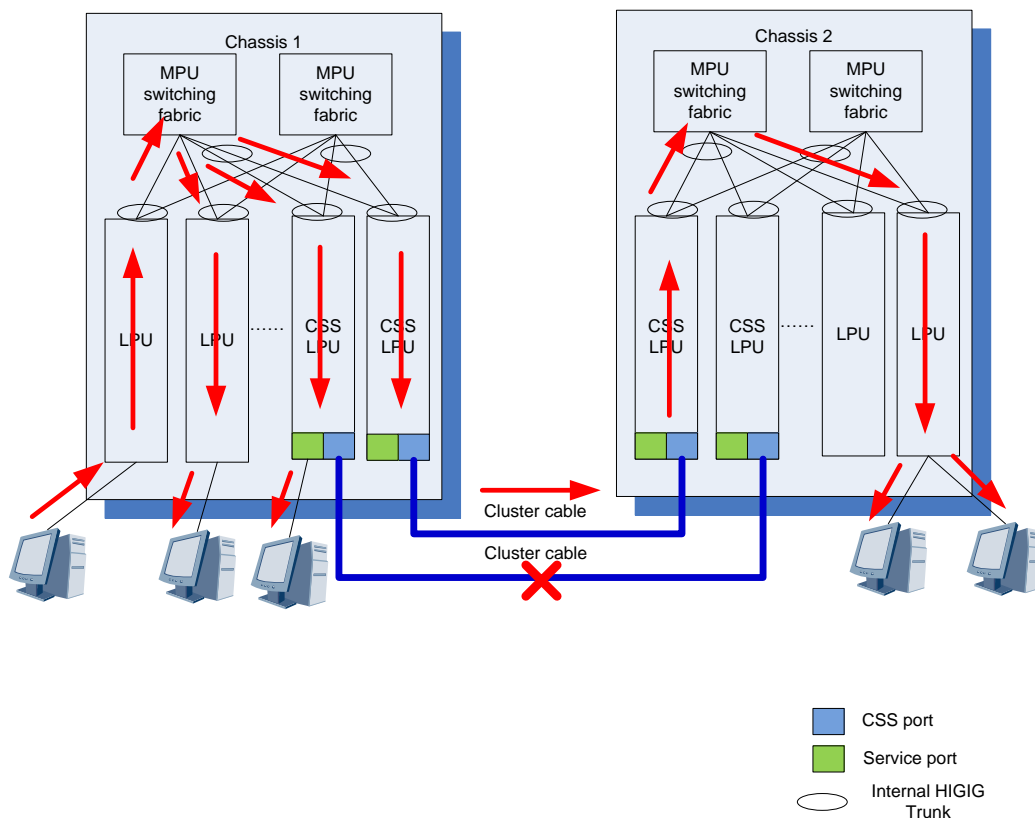 Chassis 1
MPU
switching
fabric
MPU
switching
fabric
LPU
LPU
......
CSS
LPU
CSS
LPU
Chassis 2
MPU
switching
fabric
MPU
switching
fabric
CSS
LPU
CSS
LPU
......
LPU
LPU
Cluster cable
Cluster cable
CSS port
Service port
Internal HIGIG
Trunk